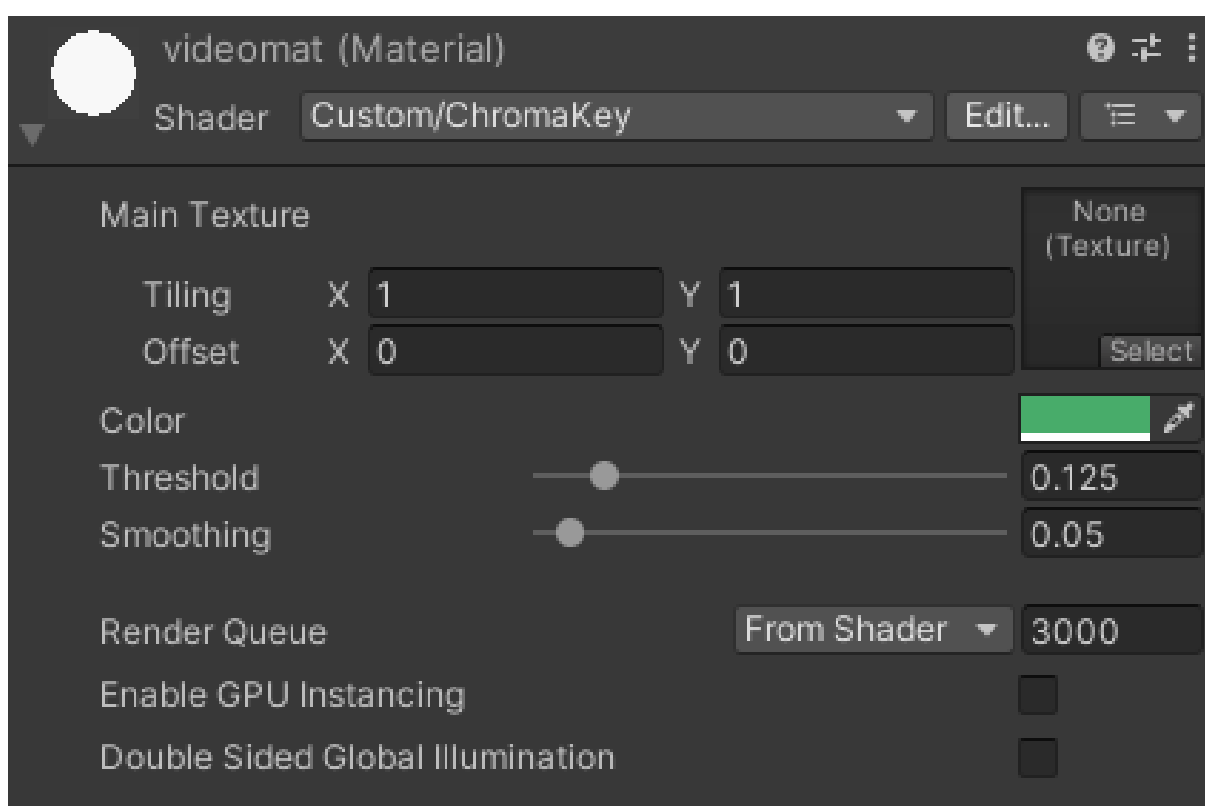 videomat (Material)
Shader Custom/ChromaKey Edit...
Main Texture
None
(Texture)
Tiling X 1 Y 1
Offset X 0 Y 0
Select
Color
Threshold 0.125
Smoothing 0.05
Render Queue From Shader 3000
Enable GPU Instancing
Double Sided Global Illumination